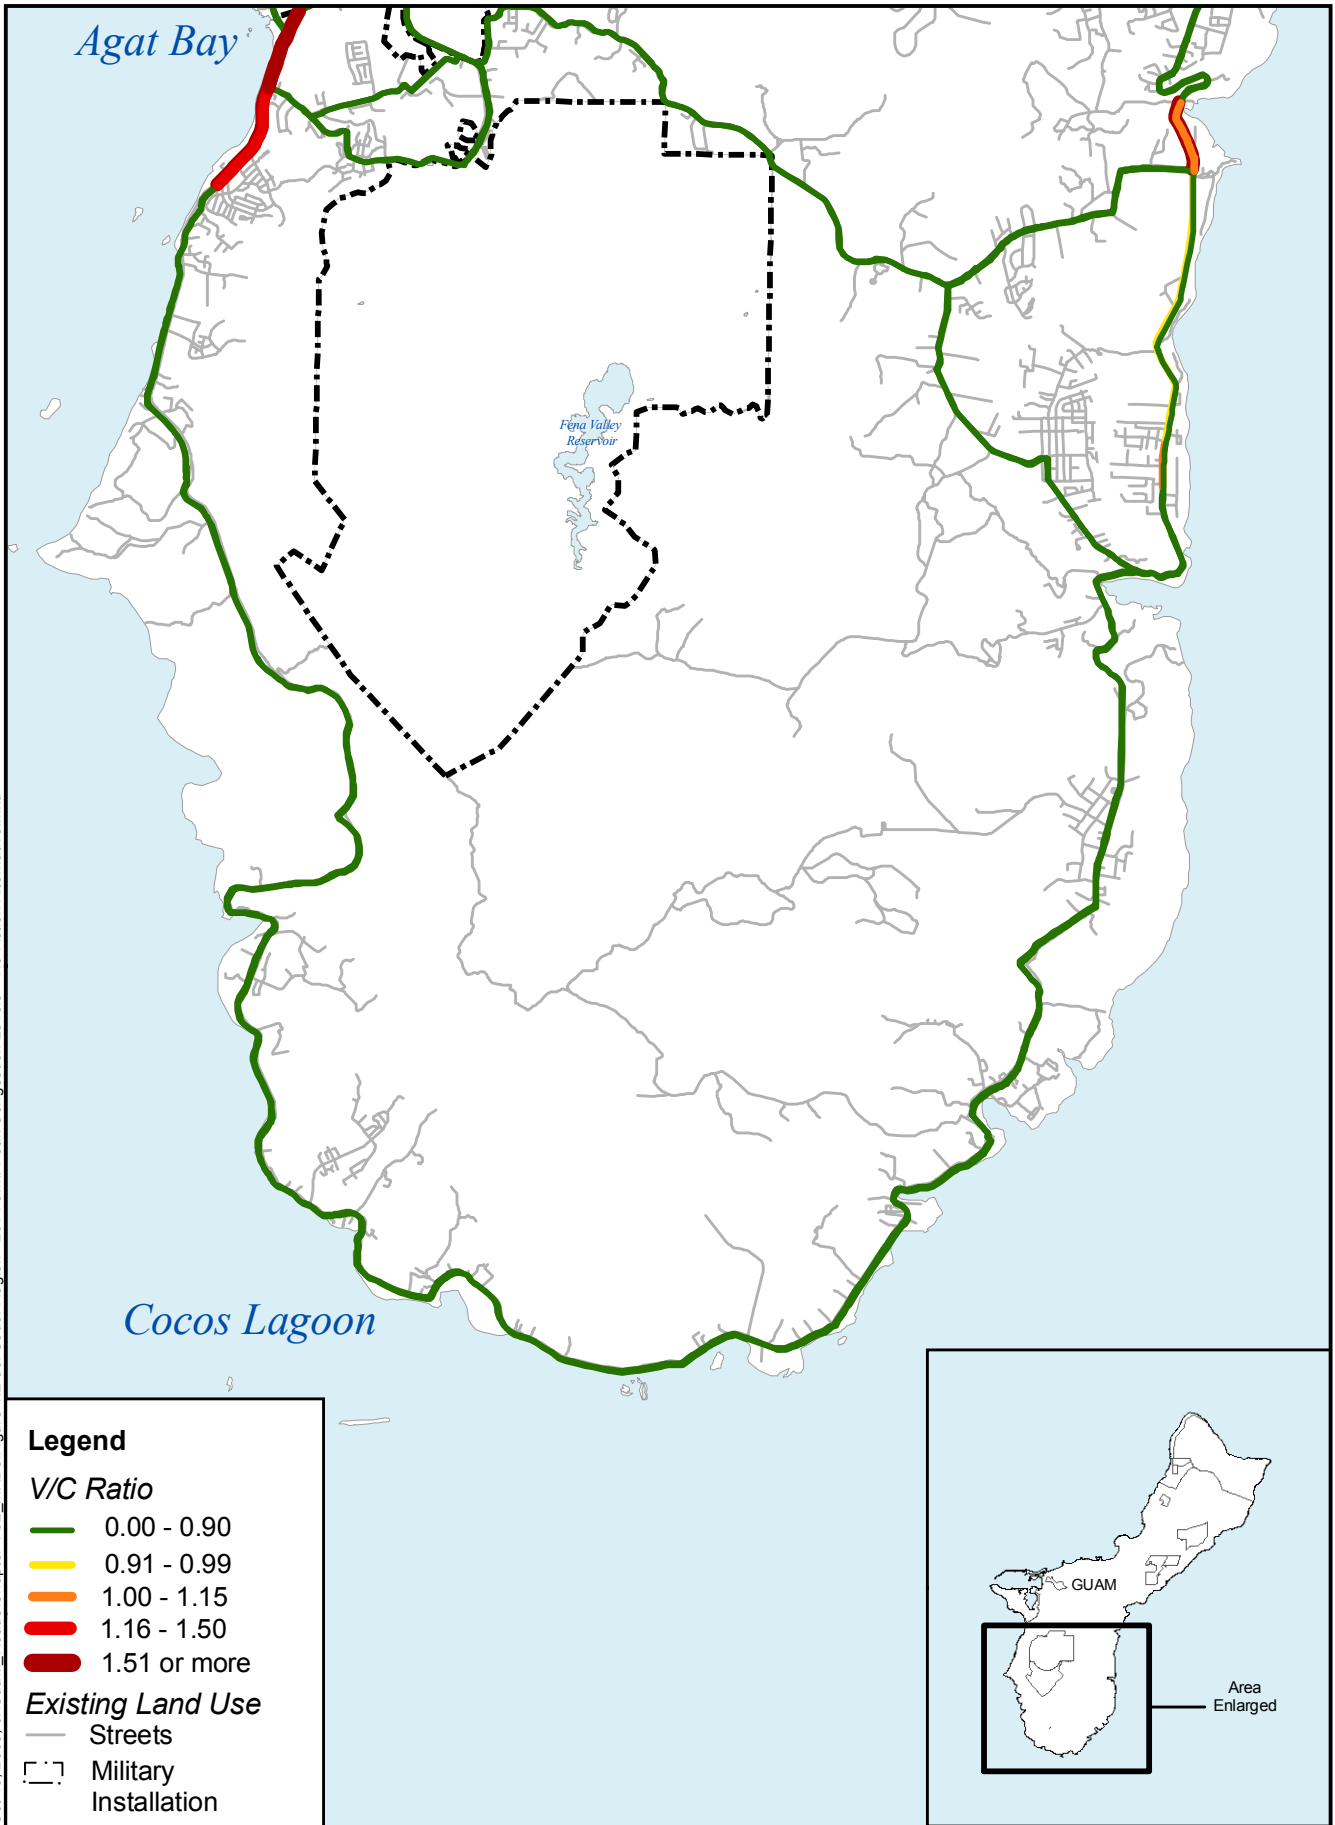 Agat Bay
Fena Valley
Reservoir
Cocos Lagoon
Legend
V/C Ratio
0.00 - 0.90
0.91 - 0.99
1.00 - 1.15
1.16 - 1.50
1.51 or more
Existing Land Use
Streets
Military
Installation
GUAM
Area
Enlarged